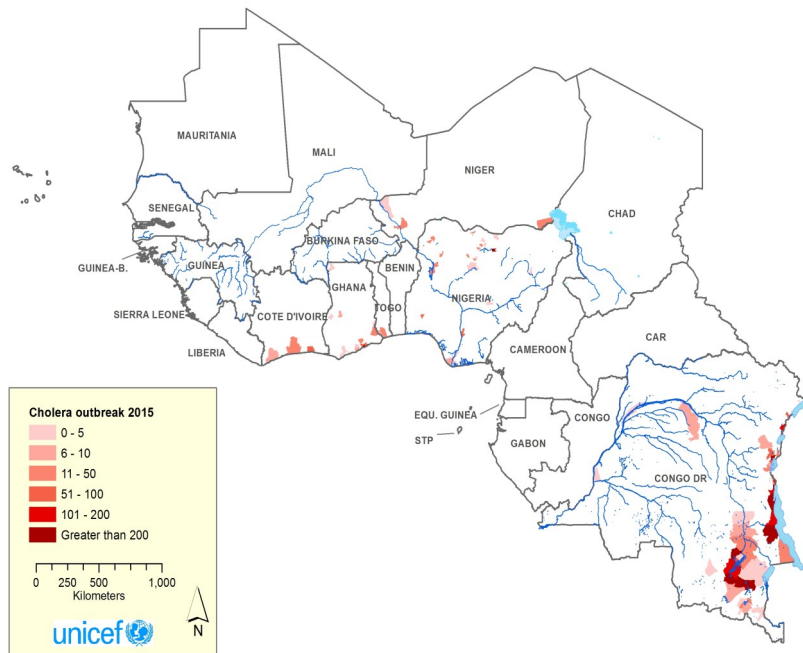 MAURITANIA
MALI
NIGER
CHAD
SENEGAL
BURKINA FASO
GUINEA-B.
GUINEA
BENIN
GHANA
NIGERIA
TOGO
SIERRA LEONE
COTE D'IVOIRE
LIBERIA
CAMEROON
CAR
EQU. GUINEA
CONGO
STP
GABON
CONGO DR
Cholera outbreak 2015
0 - 5
6 - 10
11 - 50
51 - 100
101 - 200
Greater than 200
0 250 500 1,000
Kilometers
N
unicef